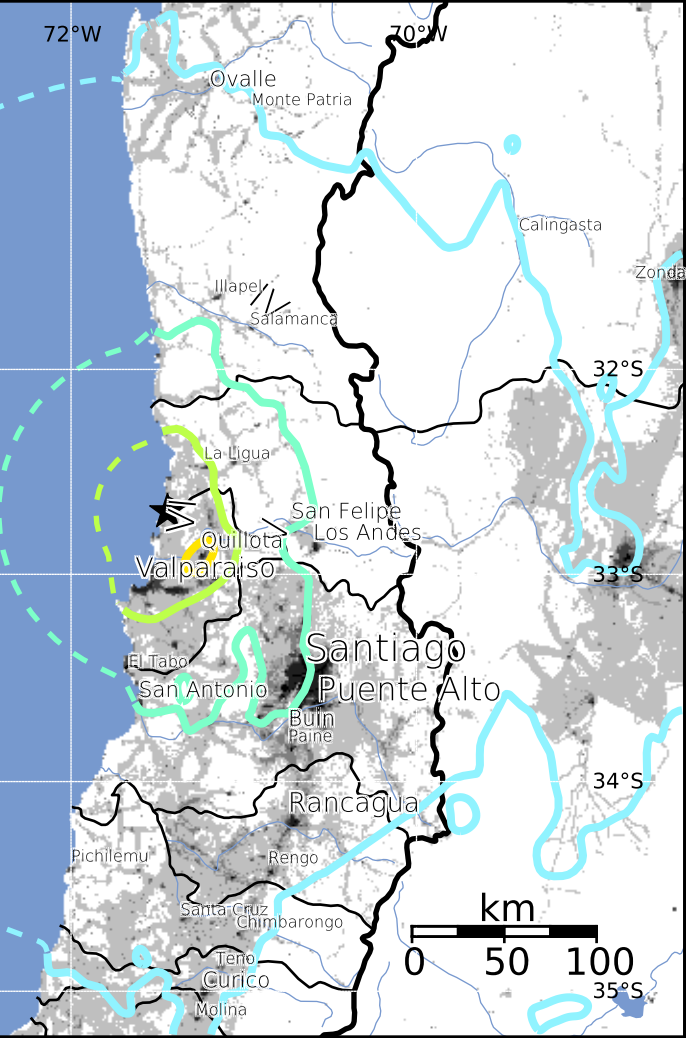 72°W
70°W
Ovalle
Monte Patria
Calingasta
Zonda
Illapel
Salamanca
32°S
La Ligua
San Felipe
Los Andes
Quillota
Valparaiso
33°S
Santiago
El Tabo
San Antonio
Puente Alto
Buin
Paine
34°S
Rancagua
Pichilemu
Rengo
Santa Cruz
Chimbarongo
km
0 50 100
Teno
Curico
35°S
Molina